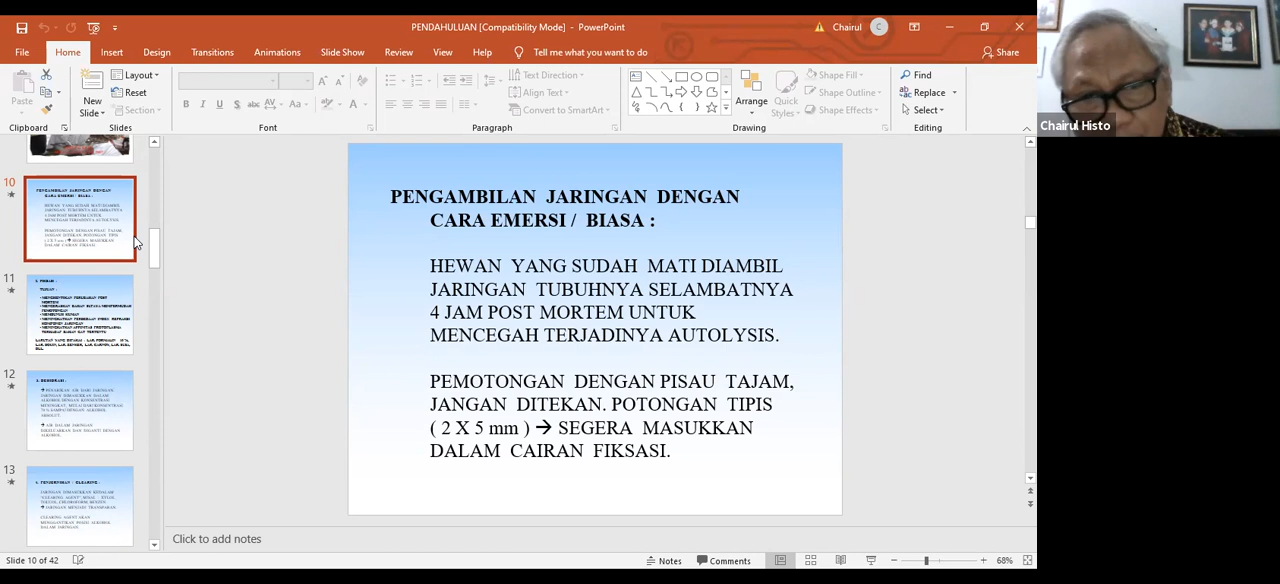 PENDAHULUAN [Compatibility Mode] - PowerPoint
Chairul
C
File Home Insert Design Transitions Animations Slide Show Review View Help Tell me what you want to do Share
Paste
Clipboard
New Slide
Layout
Reset
Section
Slides
B I U S abc AV Aa A
Font
Text Direction
Align Text
Convert to SmartArt
Paragraph
Arrange
Quick Styles
Shape Fill
Shape Outline
Shape Effects
Drawing
Find
Replace
Select
Editing
Chairul Histo
10
11
12
13
PENGAMBILAN JARINGAN DENGAN
CARA EMERSI / BIASA :
HEWAN YANG SUDAH MATI DIAMBIL
JARINGAN TUBUHNYA SELAMBATNYA
4 JAM POST MORTEM UNTUK
MENCEGAH TERJADINYA AUTOLYSIS.
PEMOTONGAN DENGAN PISAU TAJAM,
JANGAN DITEKAN. POTONGAN TIPIS
( 2 X 5 mm ) → SEGERA MASUKKAN
DALAM CAIRAN FIKSASI.
Click to add notes
Slide 10 of 42
Notes
Comments
68%